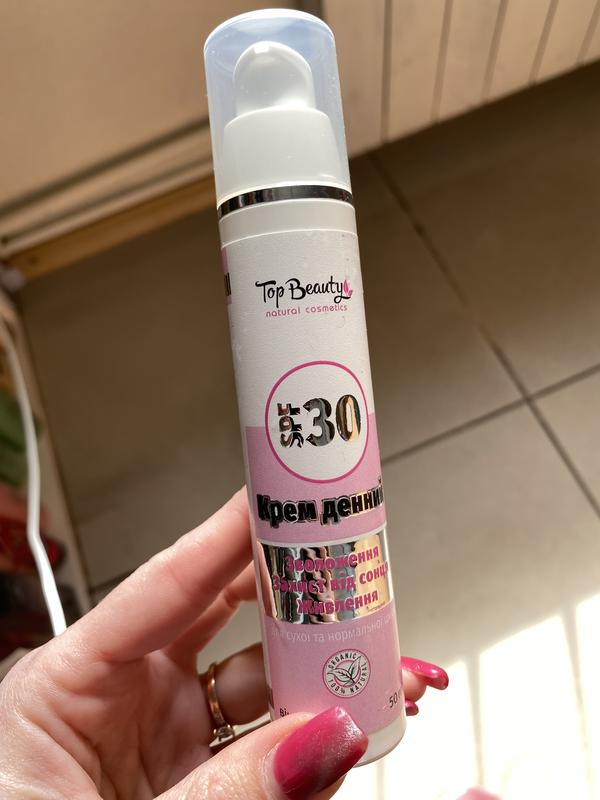 Top Beauty
natural cosmetics
SPF 30
Крем денний
Зволоження
Захист від сонця
Живлення
для сухої та нормальної
ORGANIC
100% NATURAL
50